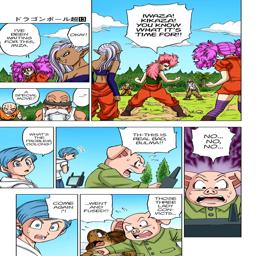 ドラゴンボール超
IWAZA!
KIKAZA!
YOU KNOW
WHAT IT'S
TIME FOR!!
OKAY!
I'VE
BEEN
WAITING
FOR THIS,
MIZA.
A
SPECIAL
MOVE?
NO...
NO...
NO...
TH-THIS IS
REAL BAD,
BULMA!!
WHAT'S
THE
PROBLEM,
OOLONG?
THOSE
THREE
LADY
CON-
VICTS...
...WENT
AND
FUSED!!
COME
AGAIN
?!